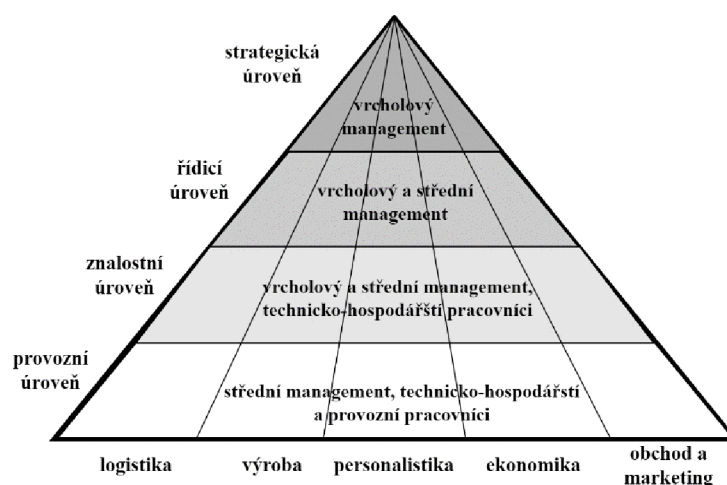 strategická
úroveň
vrcholový
management
řídicí
úroveň
vrcholový a střední
management
znalostní
úroveň
vrcholový a střední management,
technicko-hospodářští pracovníci
provozní
úroveň
střední management, technicko-hospodářstí
a provozní pracovníci
logistika
výroba
personalistika
ekonomika
obchod a
marketing